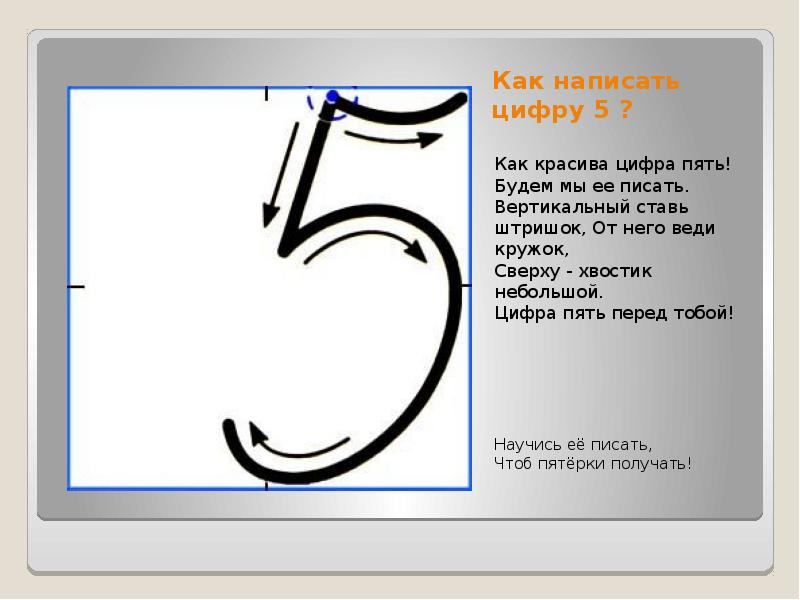 Как написать
цифру 5 ?
Как красива цифра пять!
Будем мы ее писать.
Вертикальный ставь
штришок, От него веди
кружок,
Сверху - хвостик
небольшой.
Цифра пять перед тобой!
Научись её писать,
Чтоб пятёрки получать!